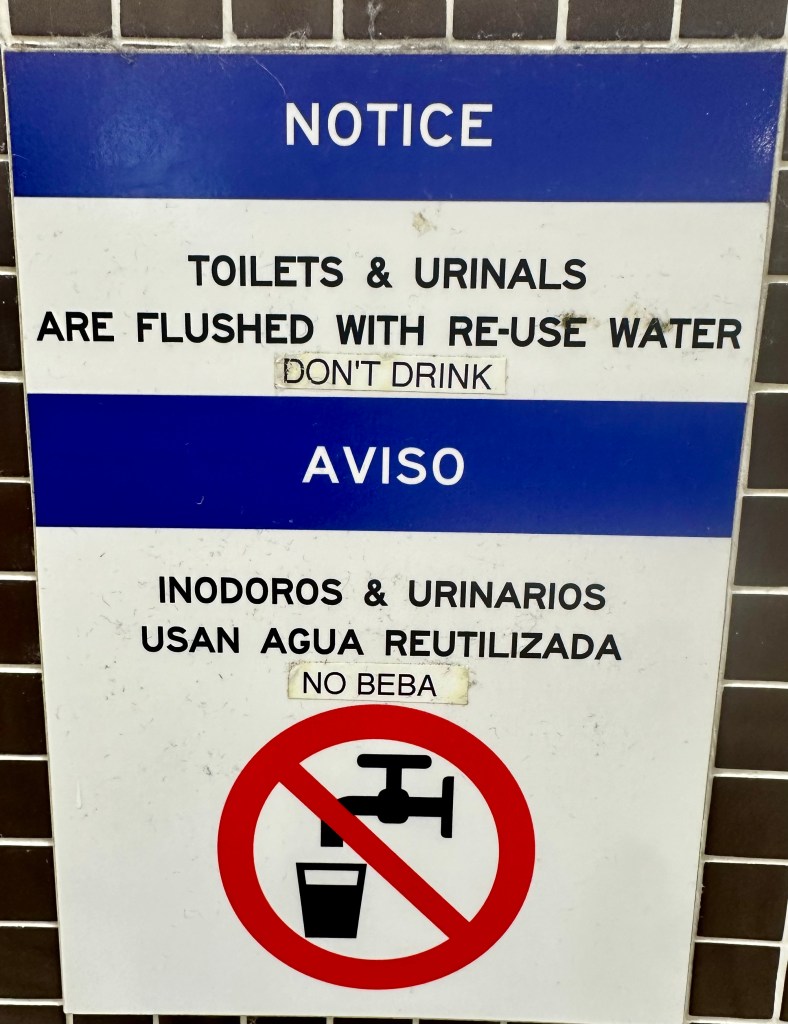 NOTICE
TOILETS & URINALS
ARE FLUSHED WITH RE-USE WATER
DON'T DRINK
AVISO
INODOROS & URINARIOS
USAN AGUA REUTILIZADA
NO BEBA